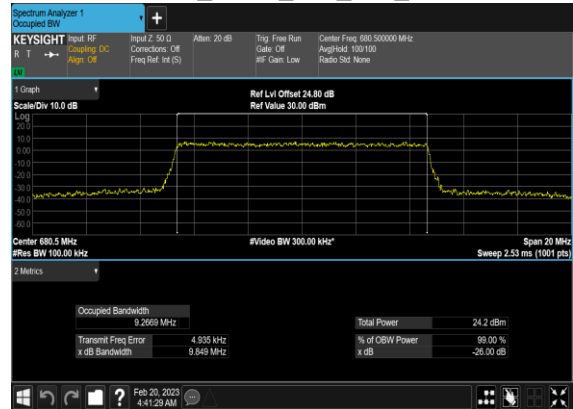 Spectrum Analyzer 1
Occupied BW
+
KEYSIGHT
R T
LXI
Input: RF
Coupling: DC
Align: Off
Input Z: 50 Ω
Corrections: Off
Freq Ref: Int (S)
Atten: 20 dB
Trig: Free Run
Gate: Off
#IF Gain: Low
Center Freq: 680.500000 MHz
Avg|Hold: 100/100
Radio Std: None
1 Graph
Scale/Div 10.0 dB
Ref Lvl Offset 24.80 dB
Ref Value 30.00 dBm
Log
20.0
10.0
0.00
-10.0
-20.0
-30.0
-40.0
-50.0
-60.0
Center 680.5 MHz
#Res BW 100.00 kHz
#Video BW 300.00 kHz*
Span 20 MHz
Sweep 2.53 ms (1001 pts)
2 Metrics
Occupied Bandwidth
9.2669 MHz
Transmit Freq Error 4.935 kHz
x dB Bandwidth 9.849 MHz
Total Power 24.2 dBm
% of OBW Power 99.00 %
x dB -26.00 dB
?
Feb 20, 2023
4:41:29 AM